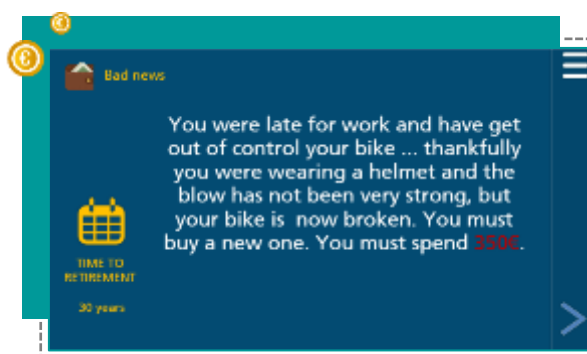 Bad news
You were late for work and have get
out of control your bike ... thankfully
you were wearing a helmet and the
blow has not been very strong, but
your bike is now broken. You must
buy a new one. You must spend 350€.
TIME TO
RETIREMENT
30 years